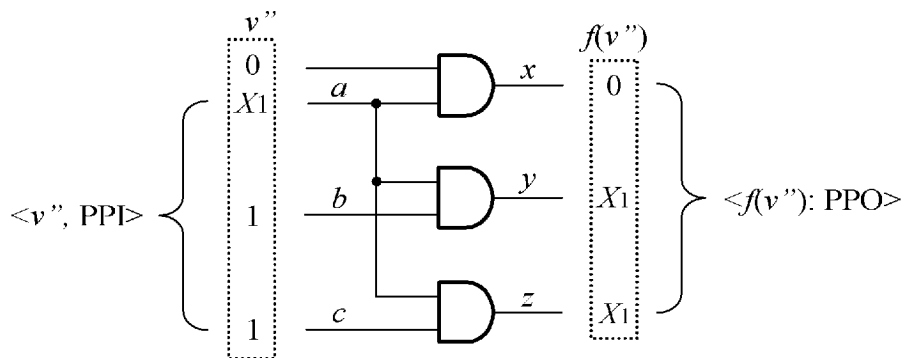 v”
f(v”)
0
a
x
0
X1
<v”, PPI>
1
b
y
X1
<f(v”): PPO>
1
c
z
X1